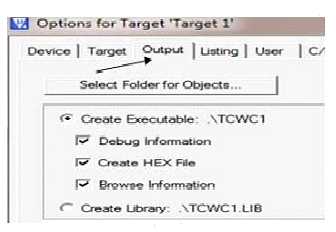 Options for Target 'Target 1'
Device | Target | Output | Listing | User | C/
Select Folder for Objects...
Create Executable: .\TCWC1
Debug Information
Create HEX File
Browse Information
Create Library: .\TCWC1.LIB